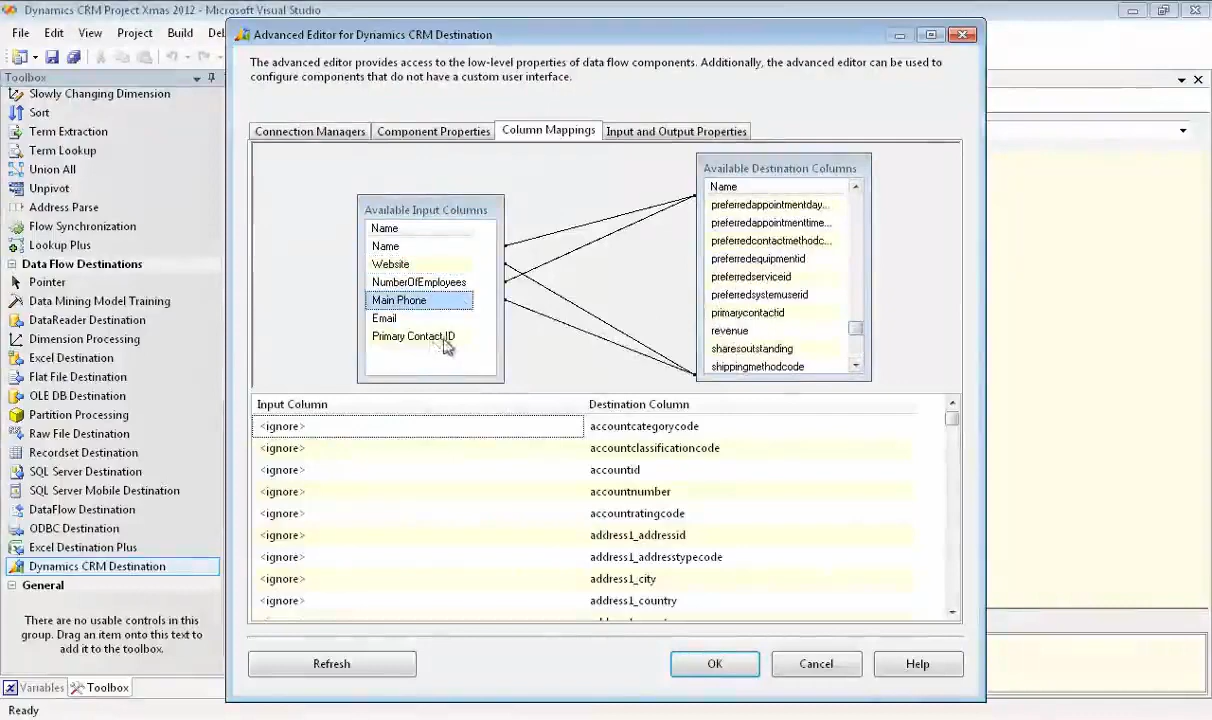 Dynamics CRM Project Xmas 2012 - Microsoft Visual Studio
File Edit View Project Build De
Toolbox
Slowly Changing Dimension
Sort
Term Extraction
Term Lookup
Union All
Unpivot
Address Parse
Flow Synchronization
Lookup Plus
Data Flow Destinations
Pointer
Data Mining Model Training
DataReader Destination
Dimension Processing
Excel Destination
Flat File Destination
OLE DB Destination
Partition Processing
Raw File Destination
Recordset Destination
SQL Server Destination
SQL Server Mobile Destination
DataFlow Destination
ODBC Destination
Excel Destination Plus
Dynamics CRM Destination
General
There are no usable controls in this
group. Drag an item onto this text to
add it to the toolbox.
Variables Toolbox
Ready
Advanced Editor for Dynamics CRM Destination
The advanced editor provides access to the low-level properties of data flow components. Additionally, the advanced editor can be used to
configure components that do not have a custom user interface.
Connection Managers Component Properties Column Mappings Input and Output Properties
Available Input Columns
Name
Name
Website
NumberOfEmployees
Main Phone
Email
Primary Contact ID
Available Destination Columns
Name
preferredappointmentday...
preferredappointmenttime...
preferredcontactmethodc...
preferredequipmentid
preferredserviceid
preferredsystemuserid
primarycontactid
revenue
sharesoutstanding
shippingmethodcode
Input Column Destination Column
<ignore> accountcategorycode
<ignore> accountclassificationcode
<ignore> accountid
<ignore> accountnumber
<ignore> accountratingcode
<ignore> address1_addressid
<ignore> address1_addresstypecode
<ignore> address1_city
<ignore> address1_country
Refresh OK Cancel Help